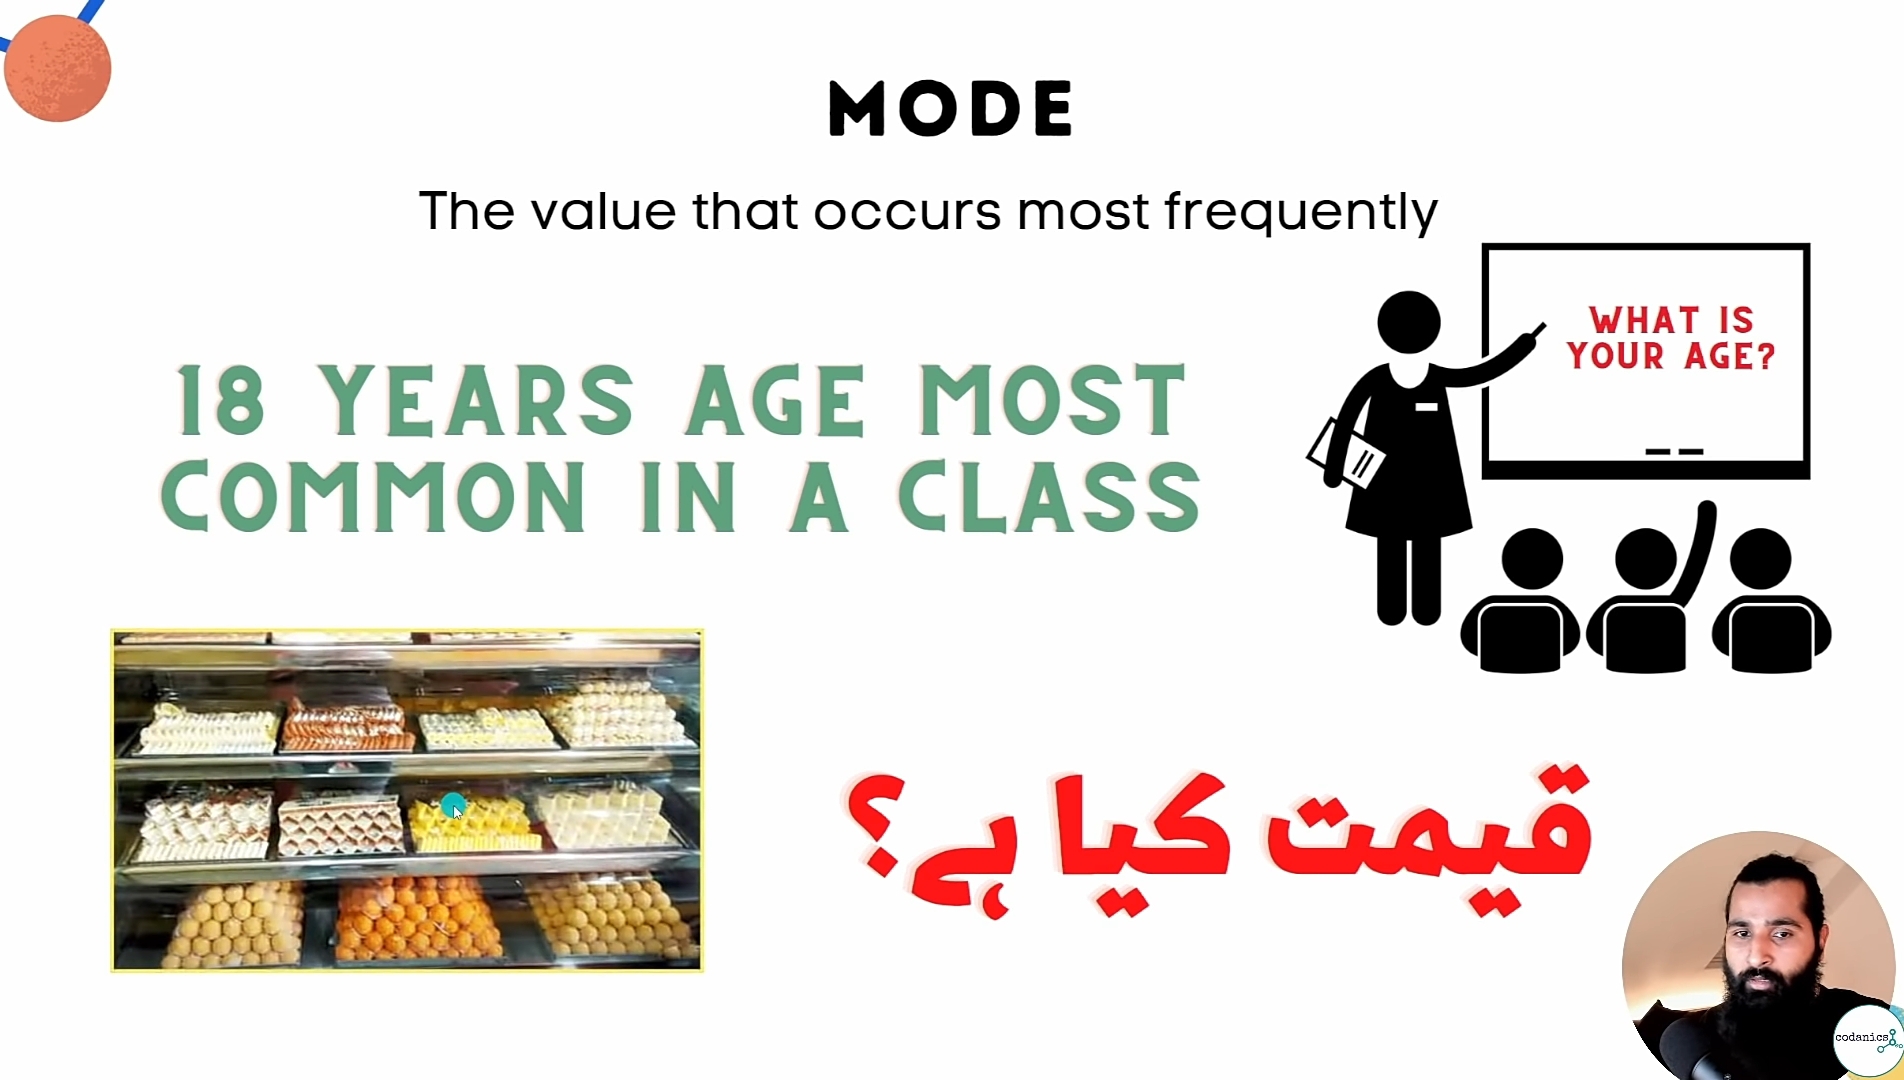 MODE
The value that occurs most frequently
WHAT IS
YOUR AGE?
18 YEARS AGE MOST
COMMON IN A CLASS
قیمت کیا ہے؟
codanics